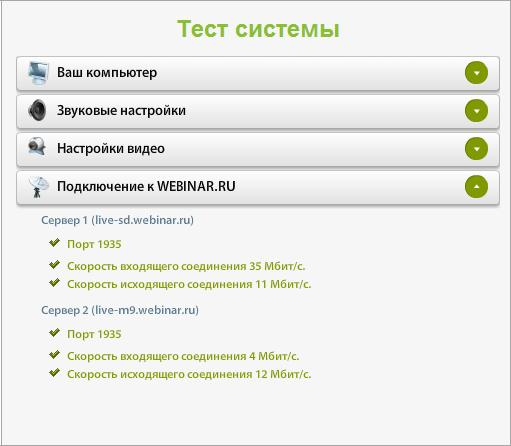 Тест системы
Ваш компьютер
Звуковые настройки
Настройки видео
Подключение к WEBINAR.RU
Сервер 1 (live-sd.webinar.ru)
Порт 1935
Скорость входящего соединения 35 Мбит/с.
Скорость исходящего соединения 11 Мбит/с.
Сервер 2 (live-m9.webinar.ru)
Порт 1935
Скорость входящего соединения 4 Мбит/с.
Скорость исходящего соединения 12 Мбит/с.